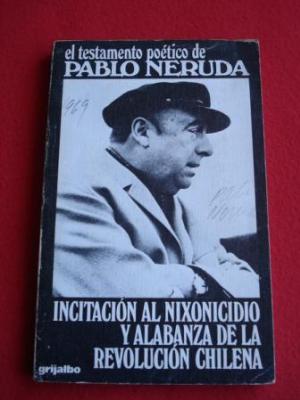 el testamento poético de
PABLO NERUDA
969
INCITACIÓN AL NIXONICIDIO
Y ALABANZA DE LA
REVOLUCIÓN CHILENA
grijalbo